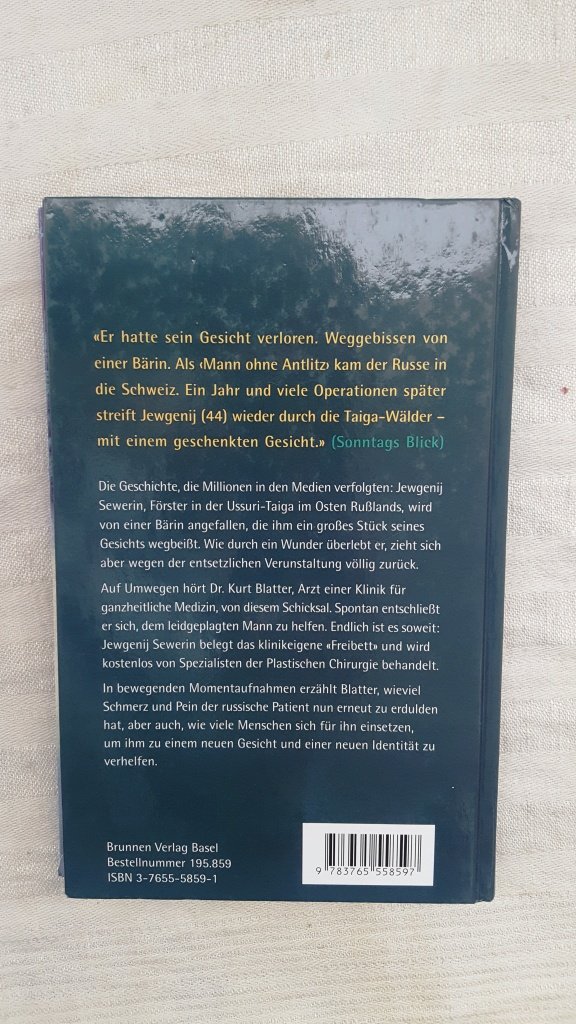 «Er hatte sein Gesicht verloren. Weggebissen von
einer Bärin. Als ‹Mann ohne Antlitz› kam der Russe in
die Schweiz. Ein Jahr und viele Operationen später
streift Jewgenij (44) wieder durch die Taiga-Wälder –
mit einem geschenkten Gesicht.» (Sonntags Blick)
Die Geschichte, die Millionen in den Medien verfolgten: Jewgenij
Sewerin, Förster in der Ussuri-Taiga im Osten Rußlands, wird
von einer Bärin angefallen, die ihm ein großes Stück seines
Gesichts wegbeißt. Wie durch ein Wunder überlebt er, zieht sich
aber wegen der entsetzlichen Verunstaltung völlig zurück.
Auf Umwegen hört Dr. Kurt Blatter, Arzt einer Klinik für
ganzheitliche Medizin, von diesem Schicksal. Spontan entschließt
er sich, dem leidgeplagten Mann zu helfen. Endlich ist es soweit:
Jewgenij Sewerin belegt das klinikeigene «Freibett» und wird
kostenlos von Spezialisten der Plastischen Chirurgie behandelt.
In bewegenden Momentaufnahmen erzählt Blatter, wieviel
Schmerz und Pein der russische Patient nun erneut zu erdulden
hat, aber auch, wie viele Menschen sich für ihn einsetzen,
um ihm zu einem neuen Gesicht und einer neuen Identität zu
verhelfen.
Brunnen Verlag Basel
Bestellnummer 195.859
ISBN 3-7655-5859-1
9 783765 558597